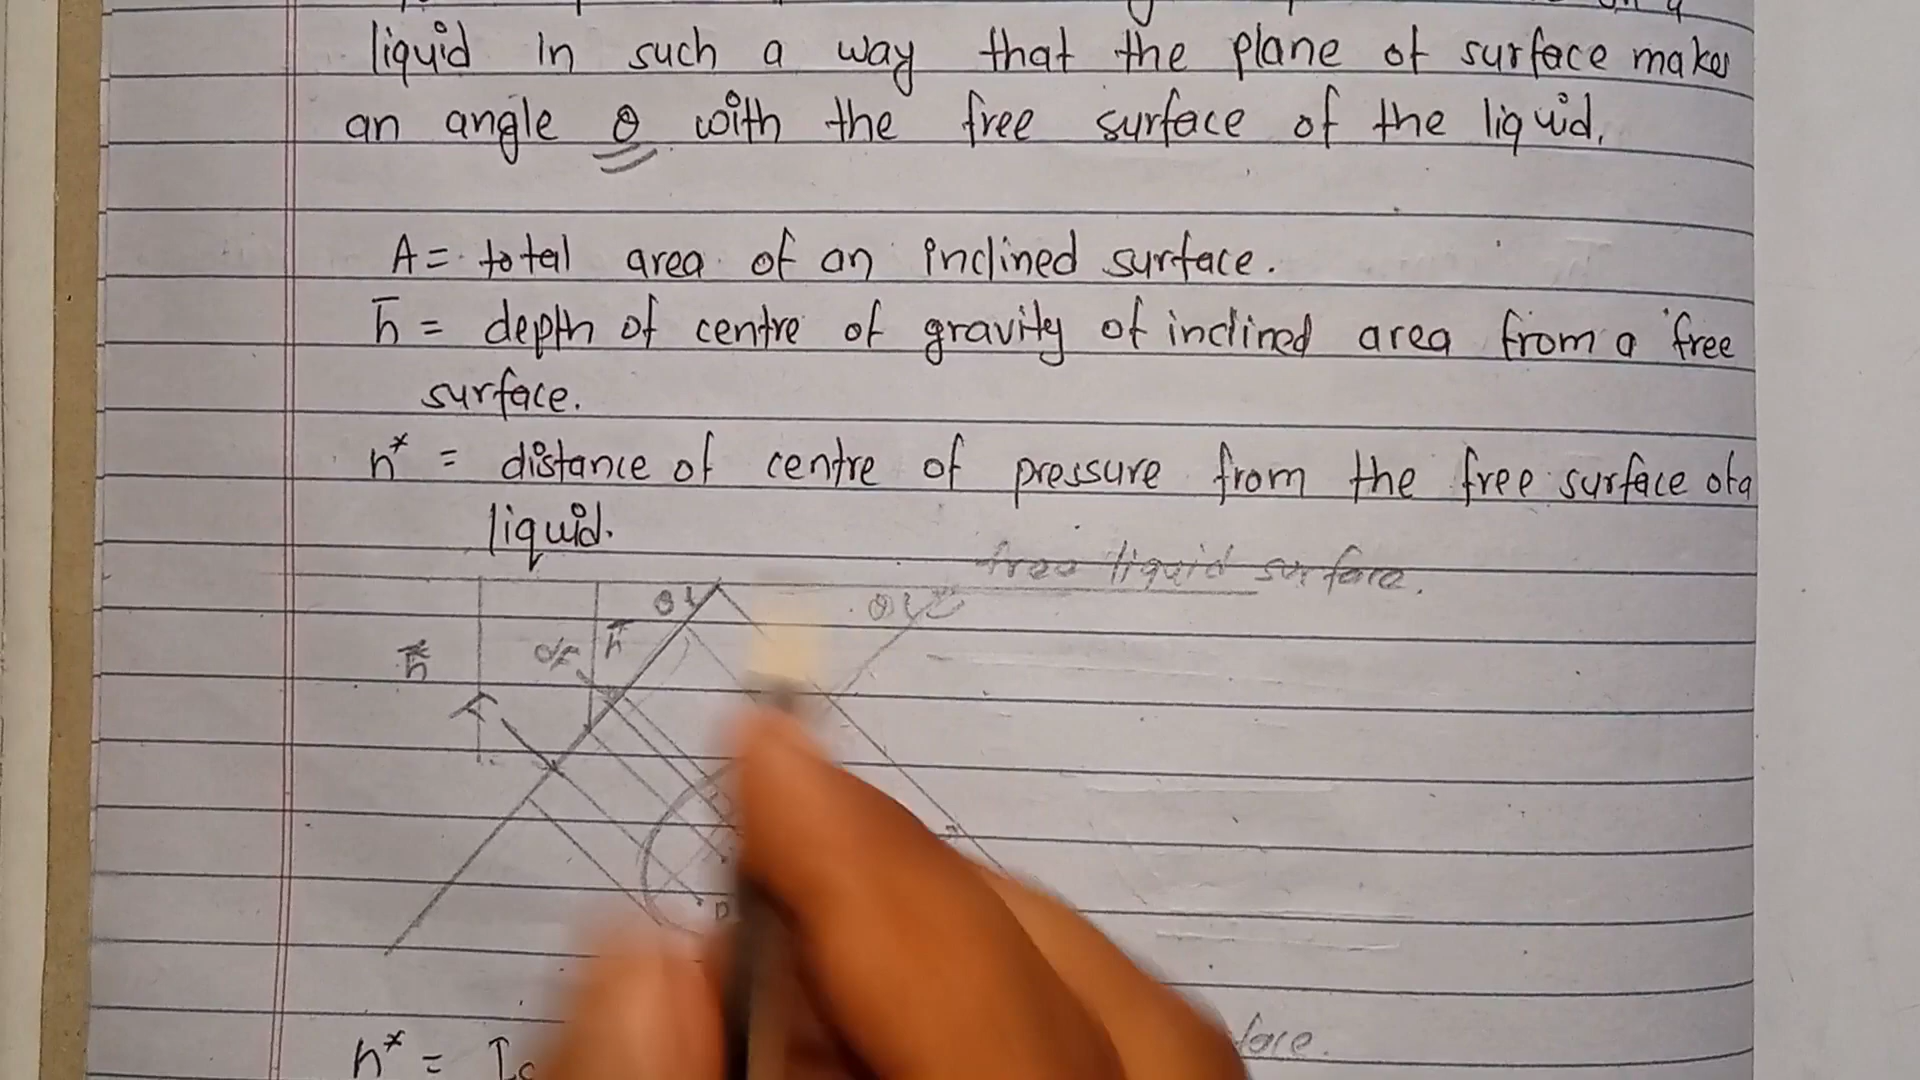 liquid in such a way that the plane of surface makes
an angle θ with the free surface of the liquid.
A = total area of an inclined surface.
h̄ = depth of centre of gravity of inclined area from a free
surface.
h* = distance of centre of pressure from the free surface of a
liquid.
free liquid surface.
θ
θ
h̄
dF
F
h*